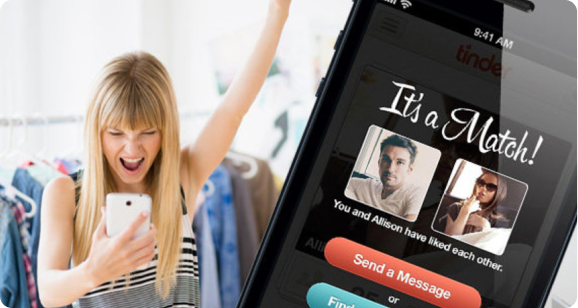 9:41 AM
tinder
It's a Match!
You and Allison have liked each other.
Send a Message
or